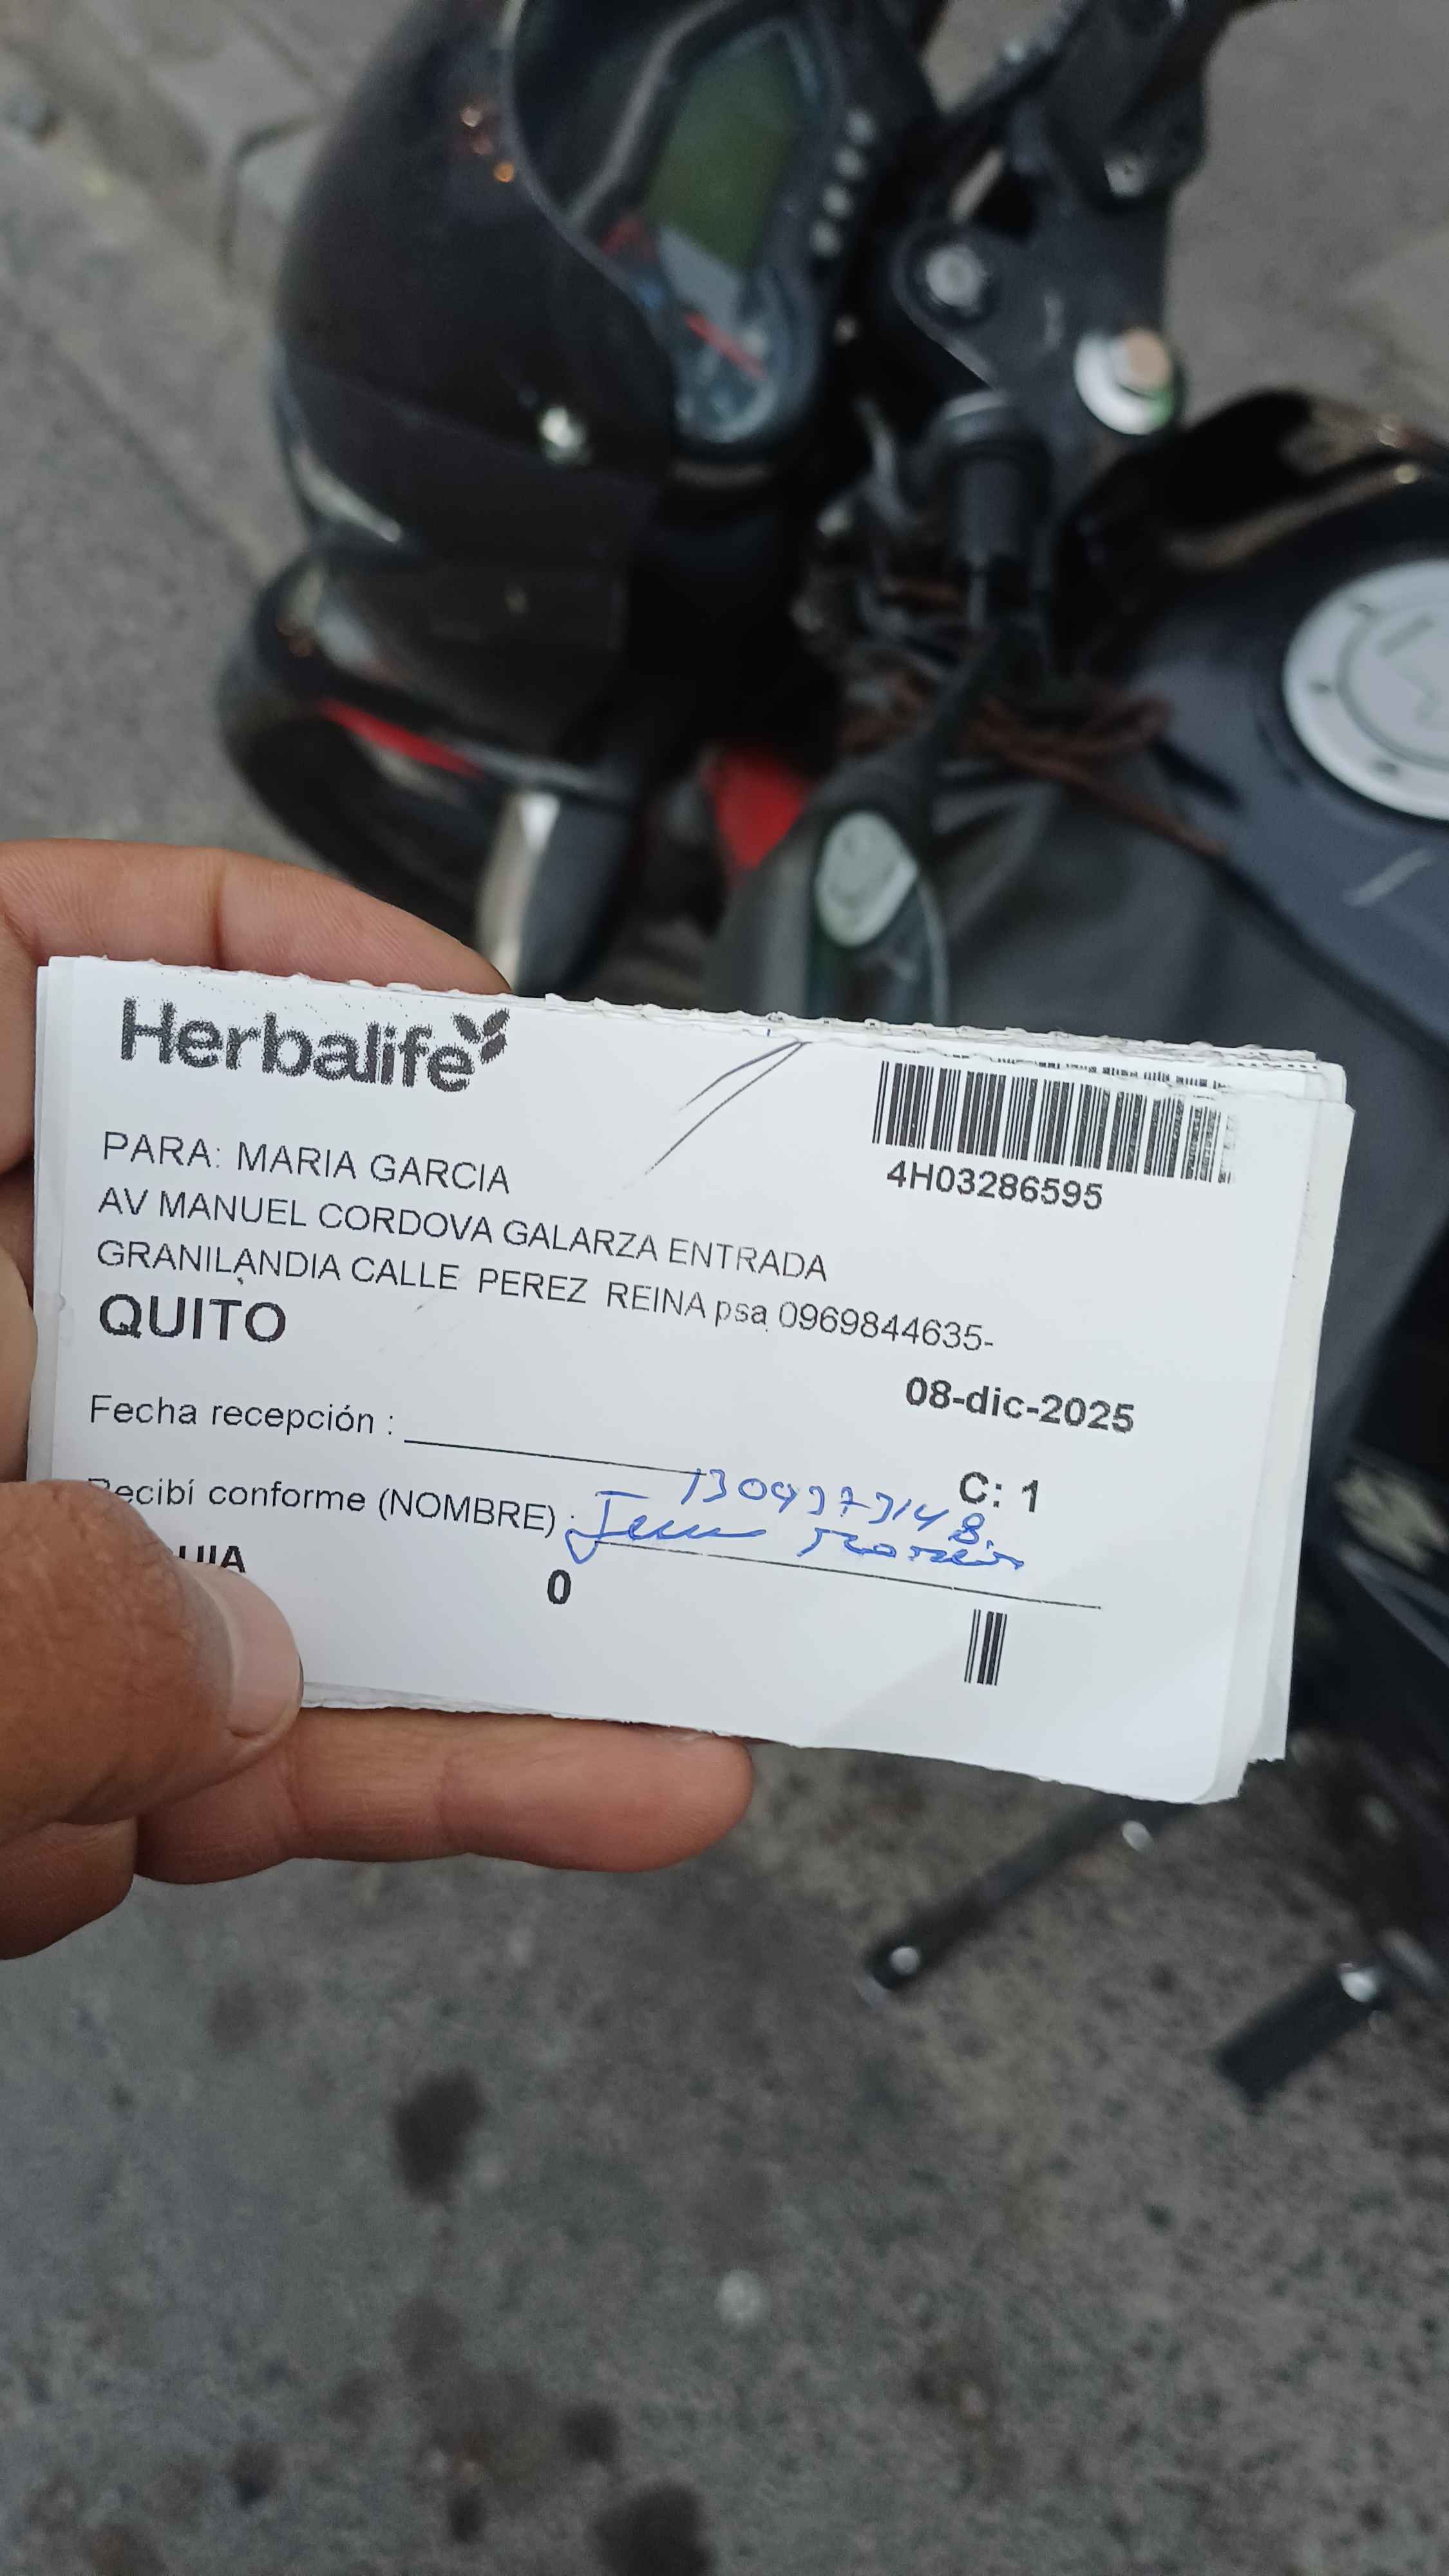 Herbalife
4H03286595
PARA: MARIA GARCIA
AV MANUEL CORDOVA GALARZA ENTRADA
GRANILANDIA CALLE PEREZ REINA psa 0969844635-
QUITO
08-dic-2025
Fecha recepción :
C: 1
Recibí conforme (NOMBRE) :
0